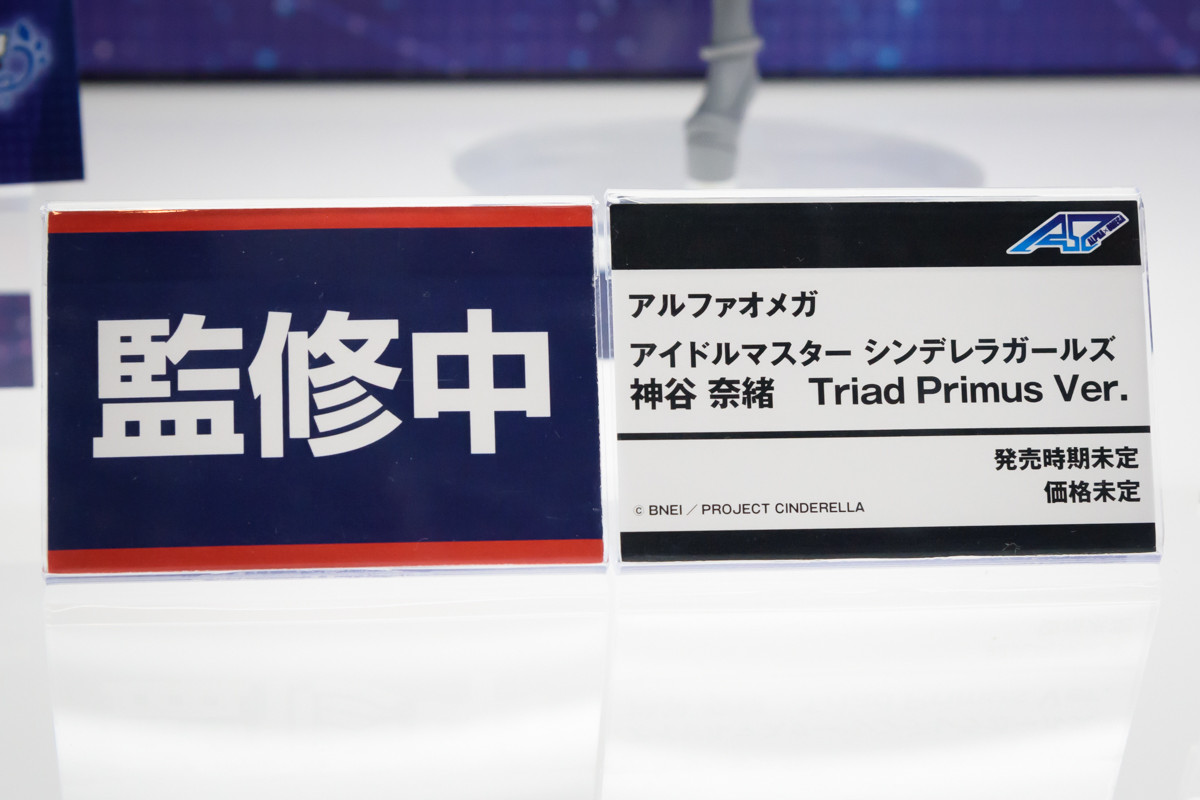 監修中
ALPHA×OMEGA
アルファオメガ
アイドルマスター シンデレラガールズ
神谷 奈緒　Triad Primus Ver.
発売時期未定
価格未定
© BNEI／PROJECT CINDERELLA